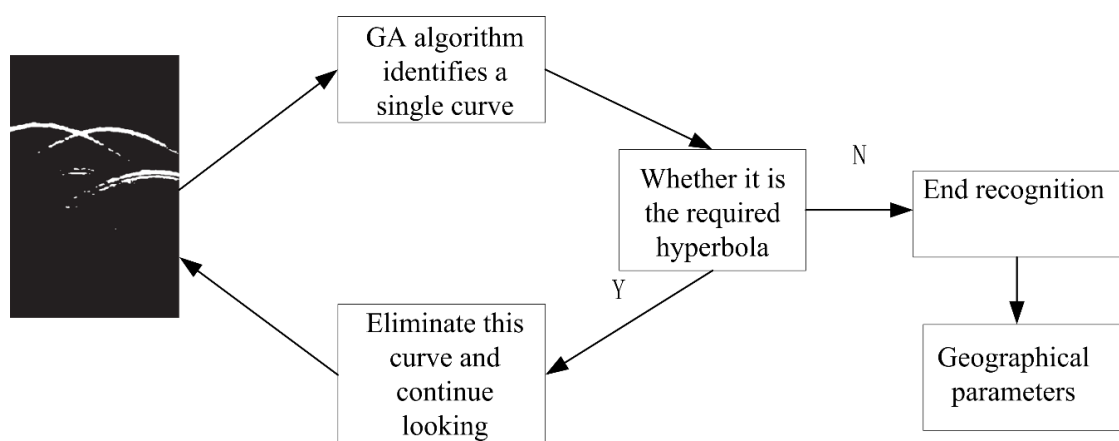 GA algorithm
identifies a
single curve
Whether it is
the required
hyperbola
N
End recognition
Y
Eliminate this
curve and
continue
looking
Geographical
parameters